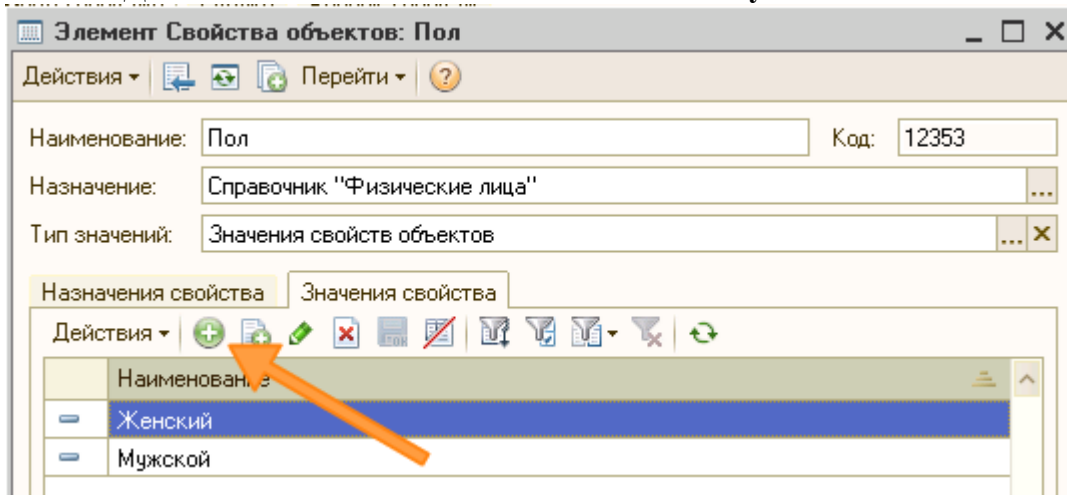 Элемент Свойства объектов: Пол
Действия Перейти
Наименование: Пол Код: 12353
Назначение: Справочник "Физические лица" ...
Тип значений: Значения свойств объектов ...
Назначения свойства Значения свойства
Действия
Наименование
Женский
Мужской